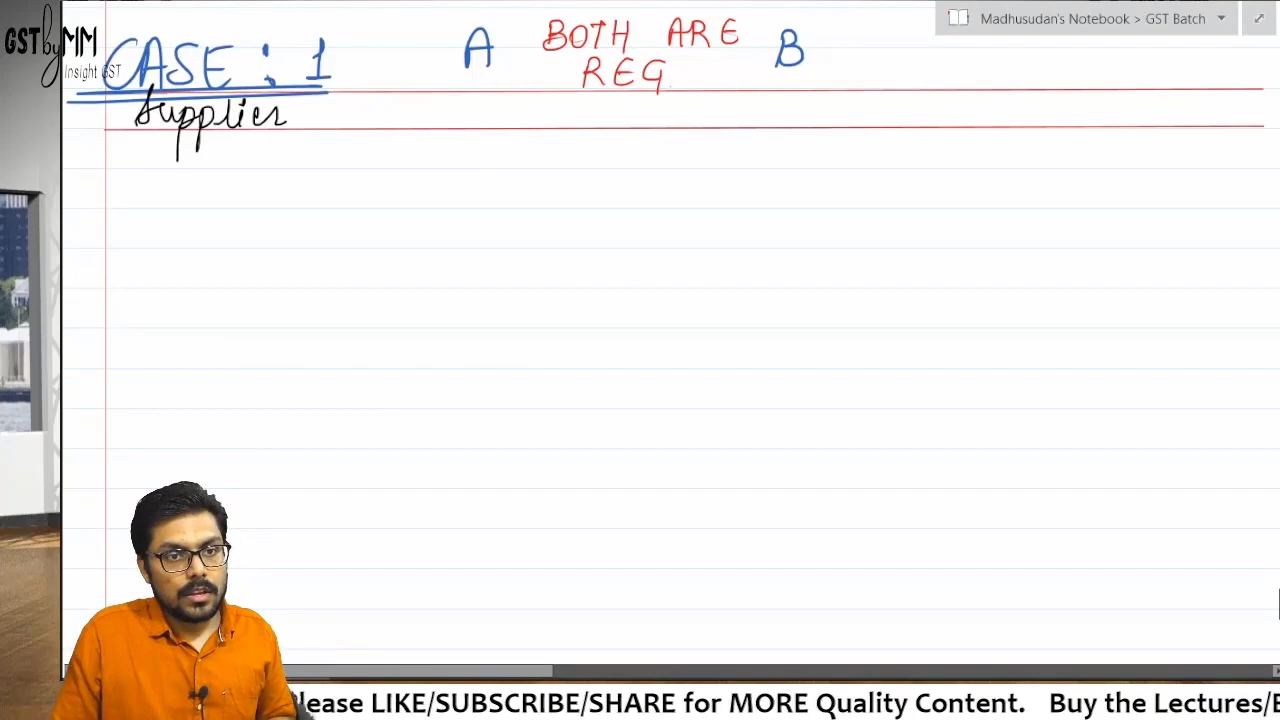 GST by MM
Insight GST
CASE : 1
A BOTH ARE B
REG
Supplier
Madhusudan's Notebook > GST Batch
Please LIKE/SUBSCRIBE/SHARE for MORE Quality Content. Buy the Lectures/